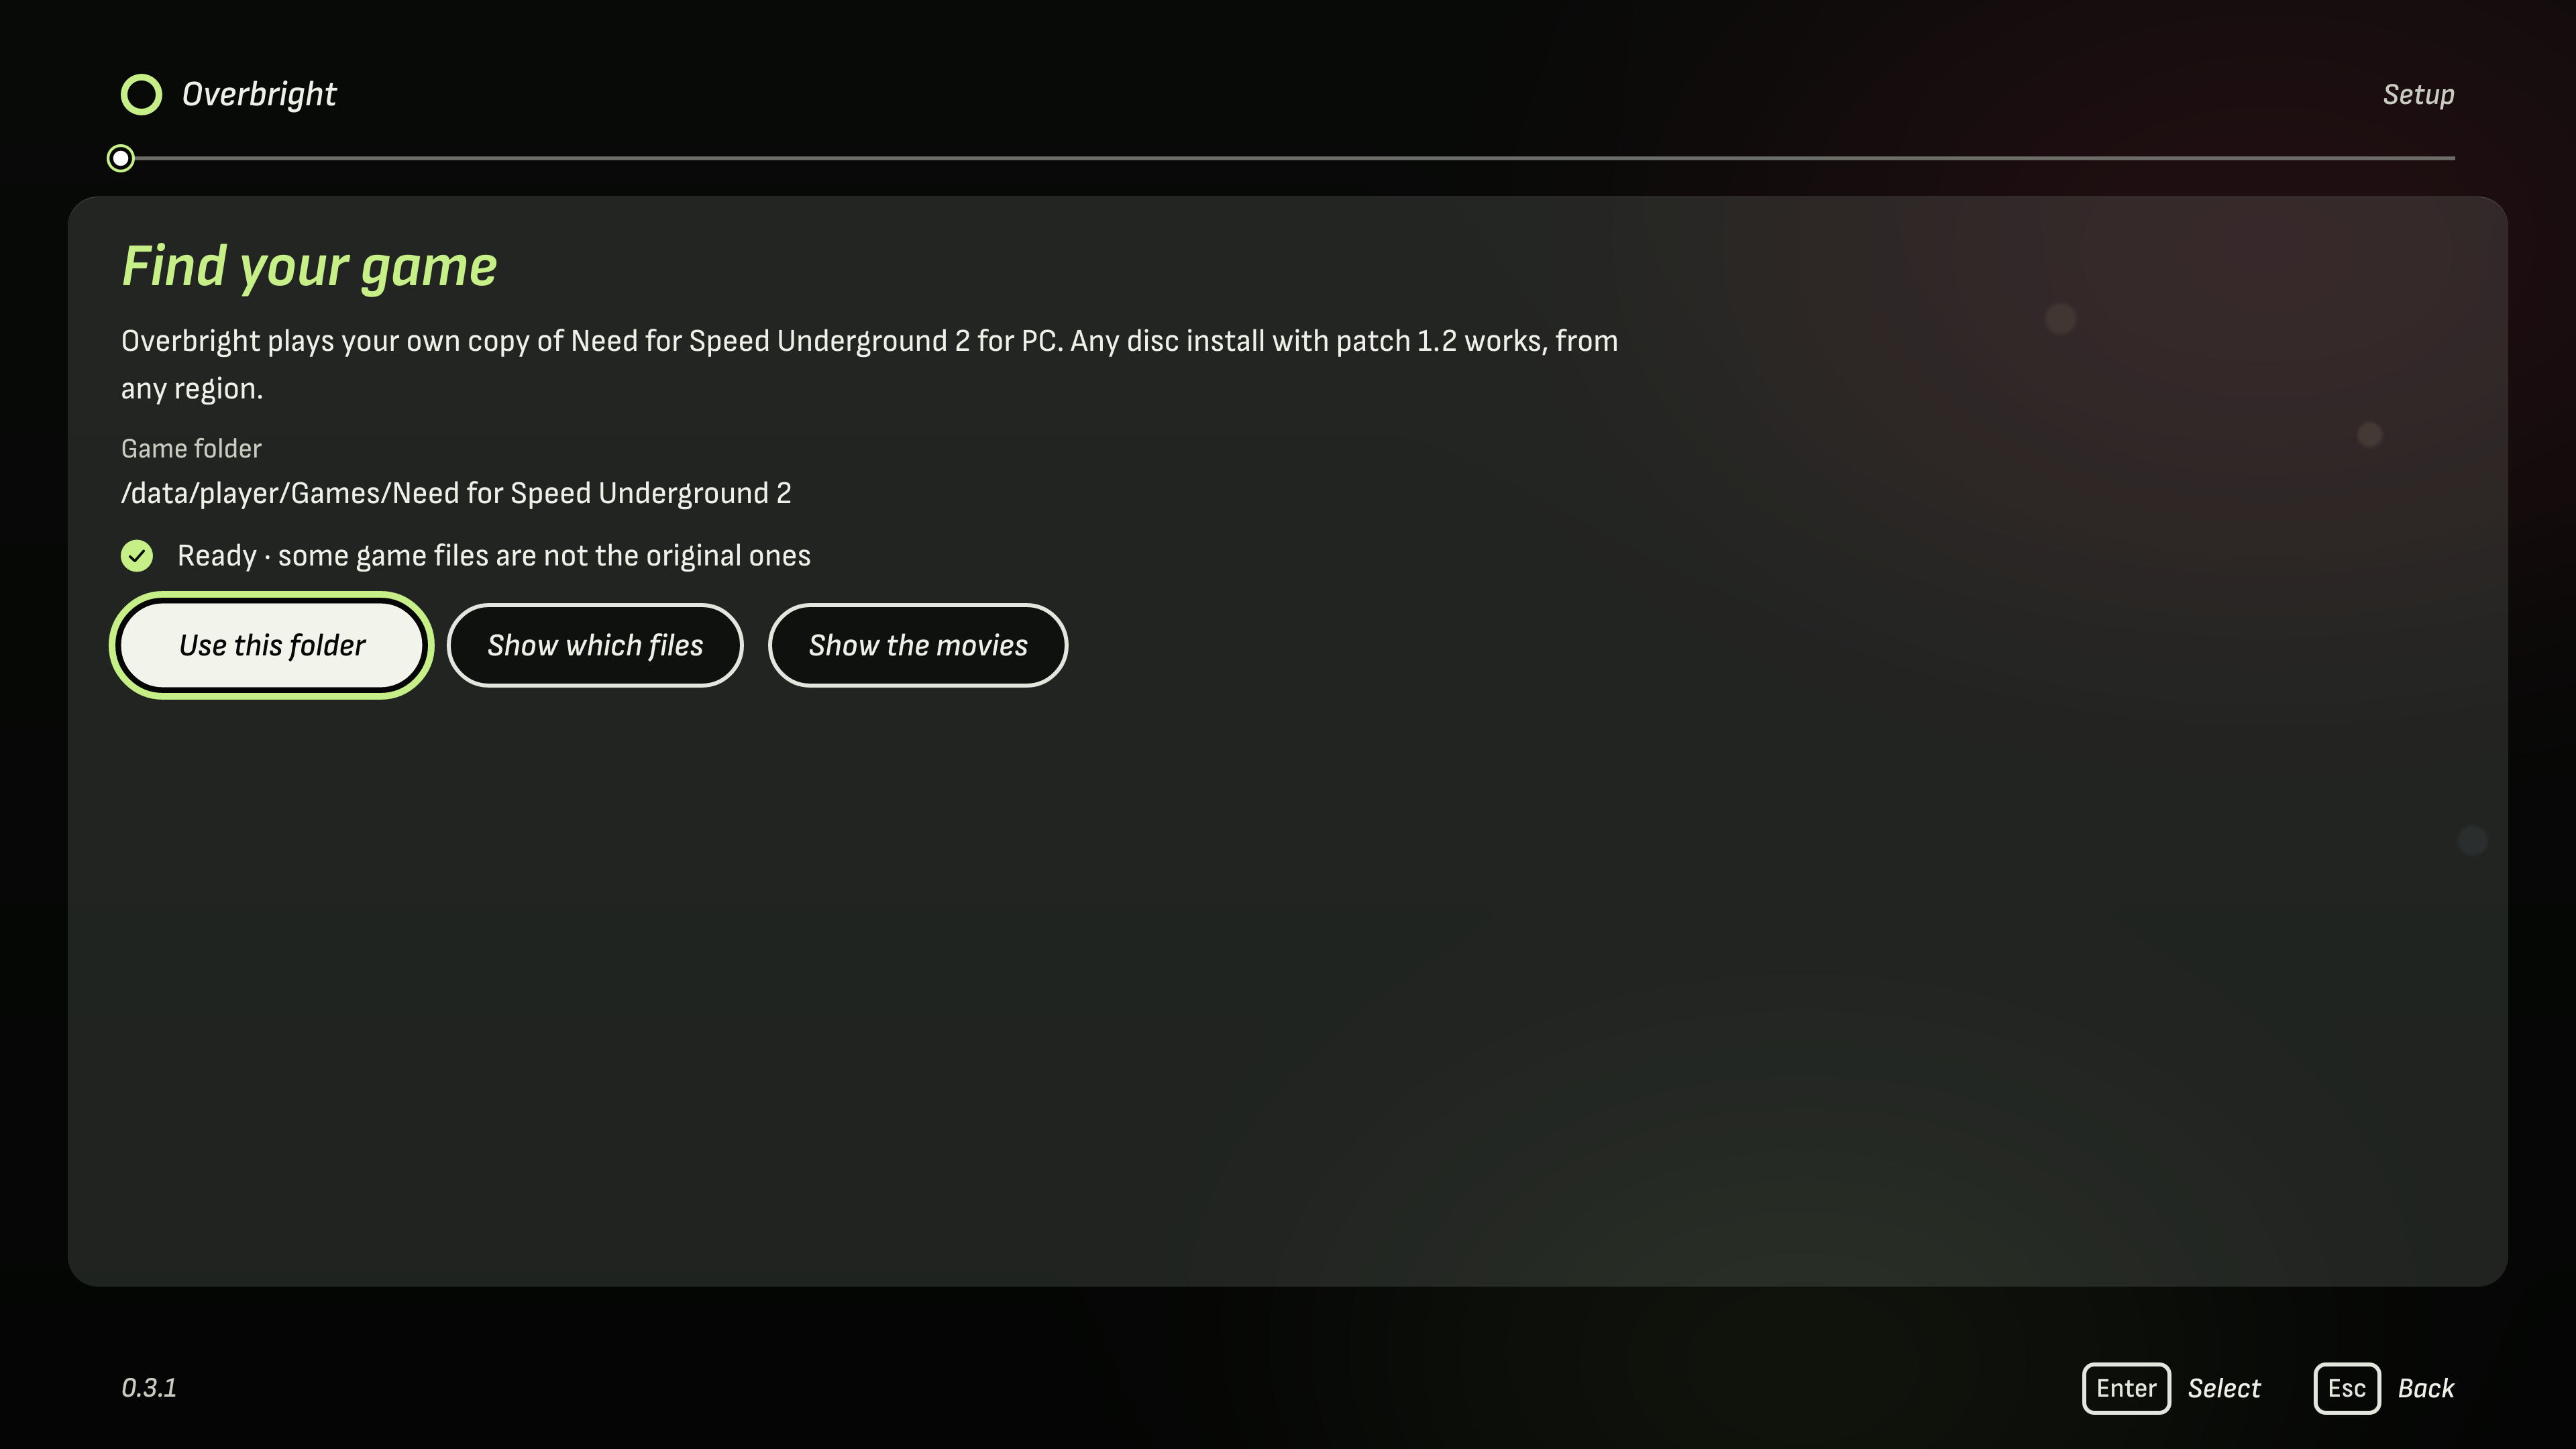 Overbright
Setup
Find your game
Overbright plays your own copy of Need for Speed Underground 2 for PC. Any disc install with patch 1.2 works, from
any region.
Game folder
/data/player/Games/Need for Speed Underground 2
Ready · some game files are not the original ones
Use this folder
Show which files
Show the movies
0.3.1
Enter Select
Esc Back